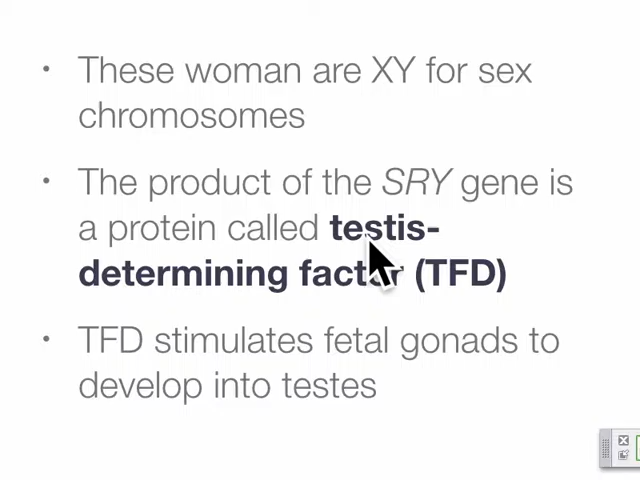 • These woman are XY for sex
chromosomes
• The product of the SRY gene is
a protein called testis-
determining factor (TFD)
• TFD stimulates fetal gonads to
develop into testes